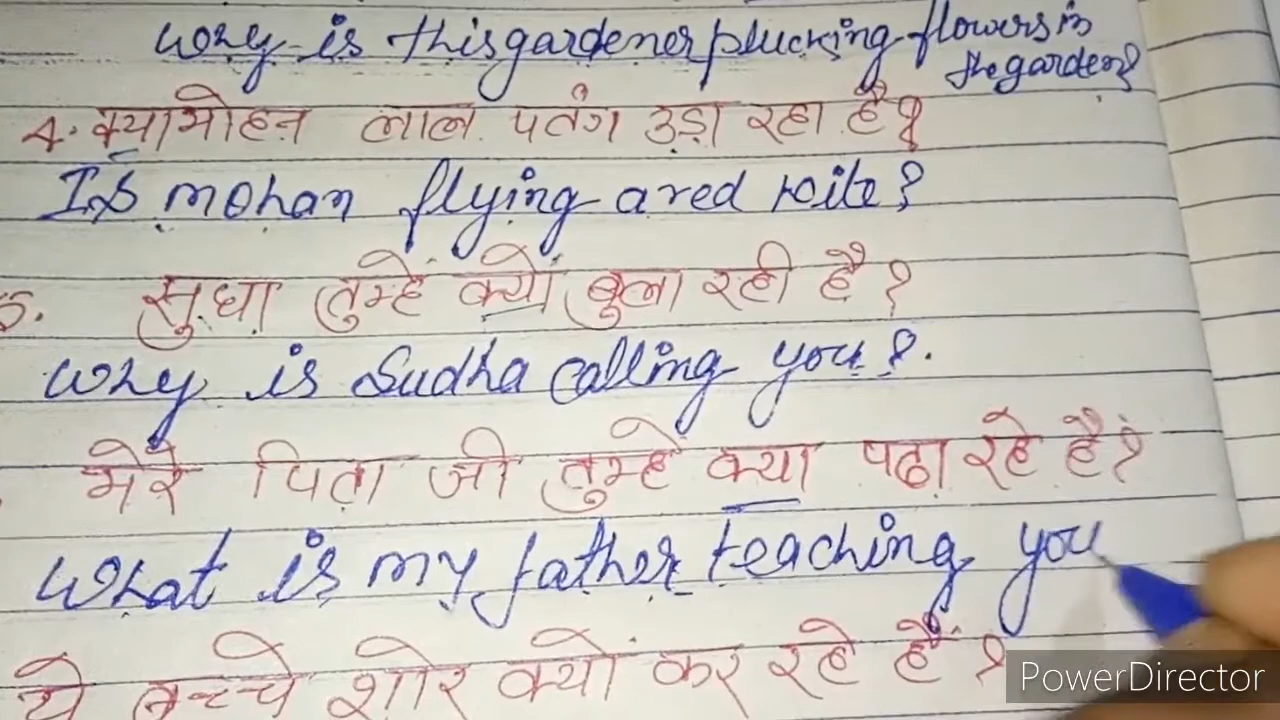 Why is this gardener plucking flowers in
the garden?
4. क्या मोहन लाल पतंग उड़ा रहा है?
Is mohan flying a red kite?
5. सुधा तुम्हे क्यों बुला रही है?
Why is Sudha calling you?.
मेरे पिता जी तुम्हे क्या पढा रहे है?
What is my father teaching you
ये बच्चे शोर क्यों कर रहे हैं?
PowerDirector